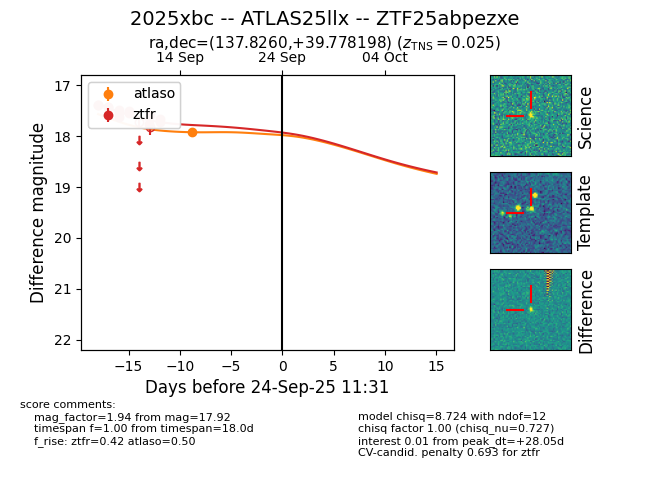 2025xbc -- ATLAS25llx -- ZTF25abpezxe
ra,dec=(137.8260,+39.778198) (z_TNS = 0.025)
14 Sep 24 Sep 04 Oct
atlaso
ztfr
17
18
19
20
21
22
Difference magnitude
−15 −10 −5 0 5 10 15
Days before 24-Sep-25 11:31
Science
Template
Difference
score comments:
mag_factor=1.94 from mag=17.92
timespan f=1.00 from timespan=18.0d
f_rise: ztfr=0.42 atlaso=0.50
model chisq=8.724 with ndof=12
chisq factor 1.00 (chisq_nu=0.727)
interest 0.01 from peak_dt=+28.05d
CV-candid. penalty 0.693 for ztfr